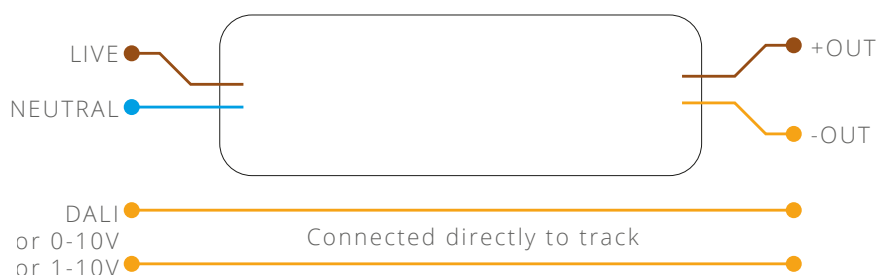 LIVE
+OUT
NEUTRAL
-OUT
DALI
or 0-10V
or 1-10V
Connected directly to track